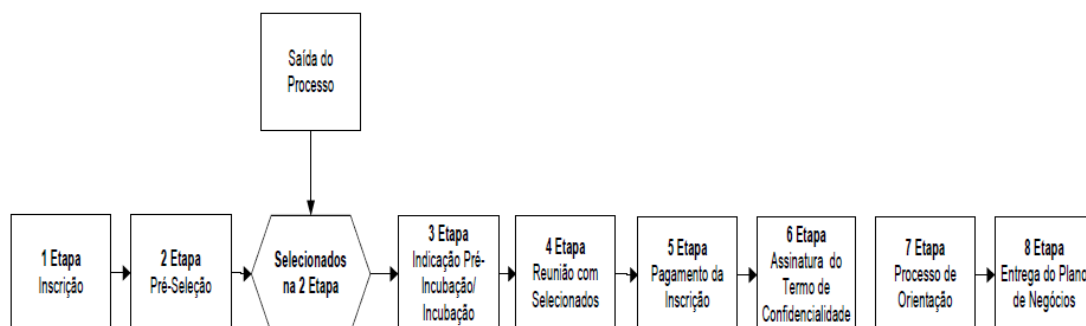 Saída do
Processo
1 Etapa
Inscrição
2 Etapa
Pré-Seleção
Selecionados
na 2 Etapa
3 Etapa
Indicação Pré-
Incubação/
Incubação
4 Etapa
Reunião com
Selecionados
5 Etapa
Pagamento da
Inscrição
6 Etapa
Assinatura do
Termo de
Confidencialidade
7 Etapa
Processo de
Orientação
8 Etapa
Entrega do Plano
de Negócios